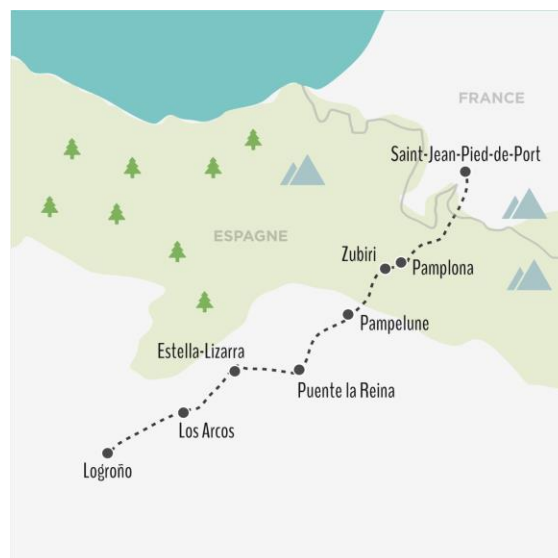 FRANCE
Saint-Jean-Pied-de-Port
ESPAGNE
Zubiri
Pamplona
Pampelune
Estella-Lizarra
Puente la Reina
Los Arcos
Logroño